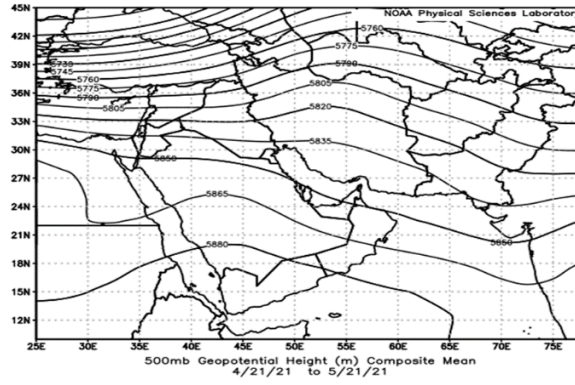 45N
NOAA Physical Sciences Laborator
42N
39N
36N
33N
30N
27N
24N
21N
18N
15N
12N
5730
5745
5760
5775
5790
5805
5760
5775
5790
5805
5820
5835
5850
5865
5850
5880
25E 30E 35E 40E 45E 50E 55E 60E 65E 70E 75E
500mb Geopotential Height (m) Composite Mean
4/21/21 to 5/21/21